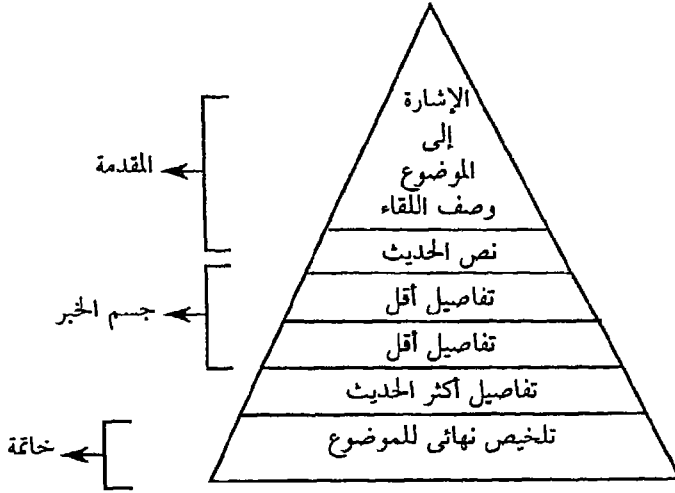 الإشارة
إلى
الموضوع
وصف اللقاء
المقدمة
نص الحديث
تفاصيل أقل
جسم الخبر
تفاصيل أقل
تفاصيل أكثر الحديث
تلخيص نهائى للموضوع
خاتمة